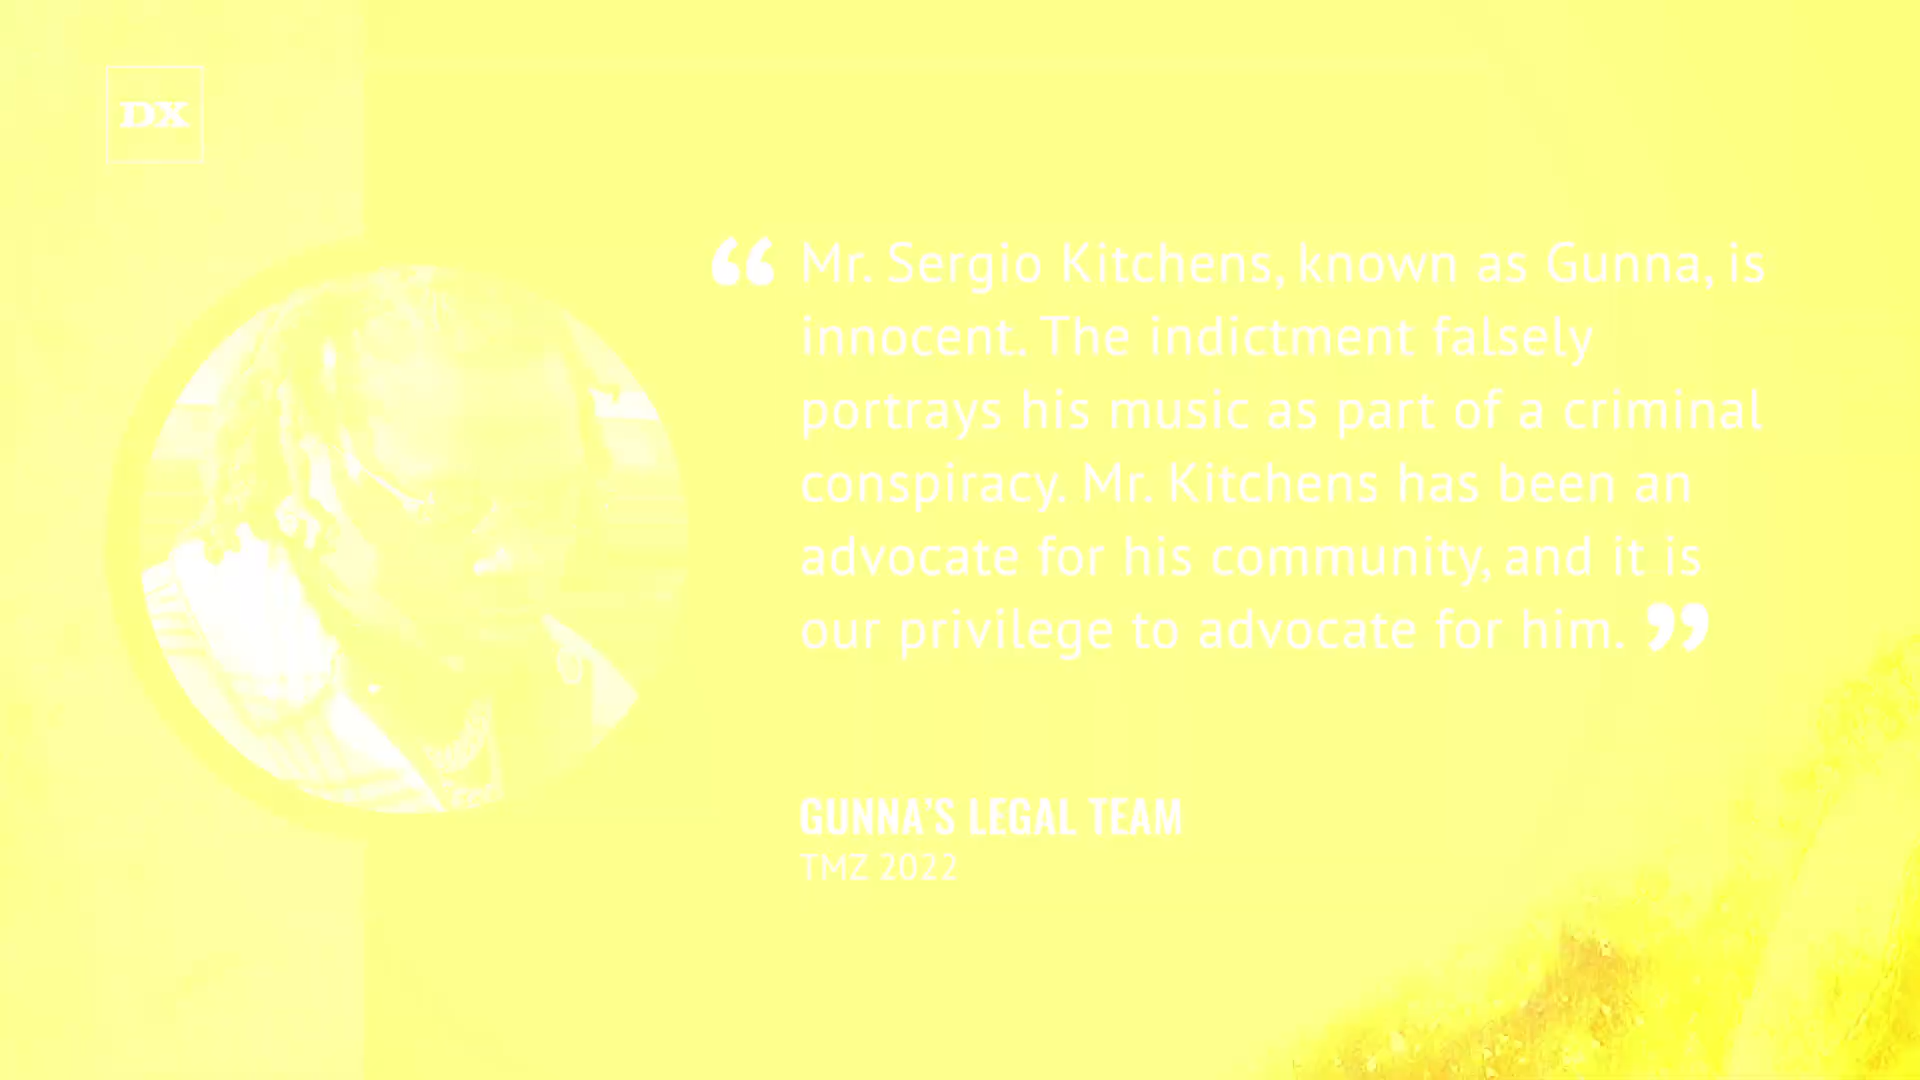 DX
“ Mr. Sergio Kitchens, known as Gunna, is
innocent. The indictment falsely
portrays his music as part of a criminal
conspiracy. Mr. Kitchens has been an
advocate for his community, and it is
our privilege to advocate for him. ”
GUNNA’S LEGAL TEAM
TMZ 2022